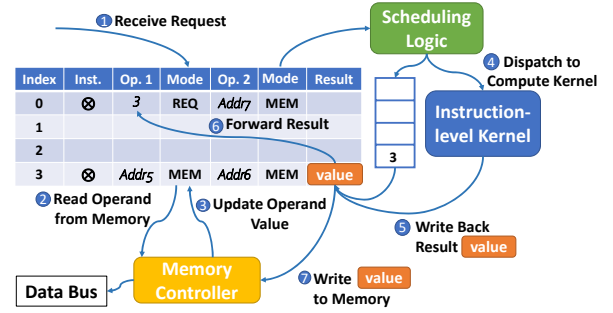 1 Receive Request
Scheduling
Logic
4 Dispatch to
Compute Kernel
Index Inst. Op. 1 Mode Op. 2 Mode Result
0 ⊗ 3 REQ Addr7 MEM
1
6 Forward Result
2
3 ⊗ Addr5 MEM Addr6 MEM value
3
Instruction-
level Kernel
2 Read Operand
from Memory
3 Update Operand
Value
5 Write Back
Result value
7 Write value
to Memory
Memory
Controller
Data Bus